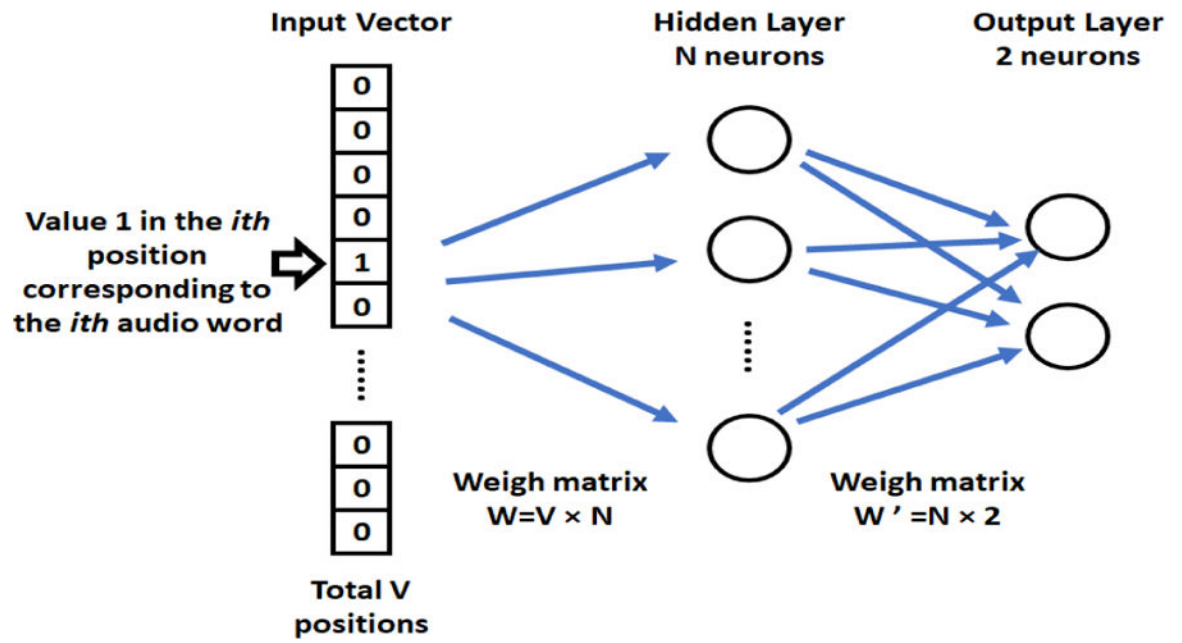 Input Vector
Hidden Layer
N neurons
Output Layer
2 neurons
0
0
0
0
1
0
Value 1 in the ith
position
corresponding to
the ith audio word
0
0
0
Total V
positions
Weigh matrix
W=V × N
Weigh matrix
W ' =N × 2